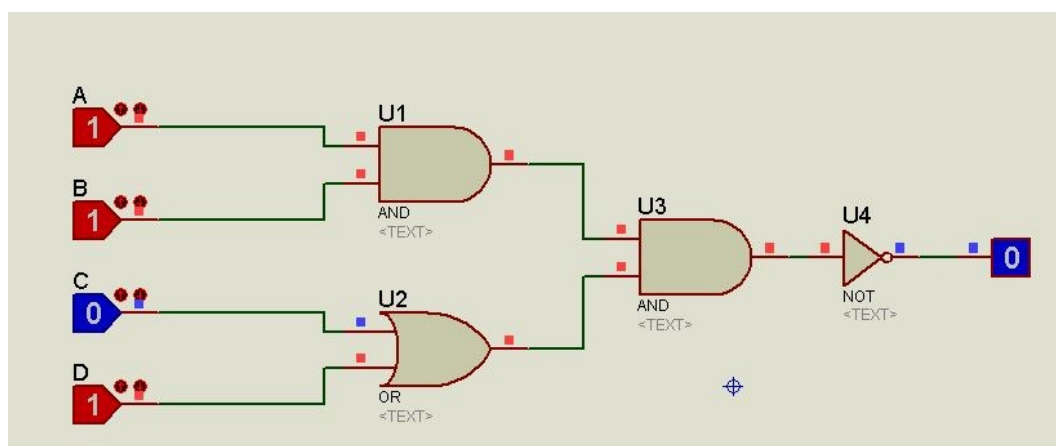 A
1
U1
AND
<TEXT>
B
1
C
0
U2
OR
<TEXT>
D
1
U3
AND
<TEXT>
U4
NOT
<TEXT>
0